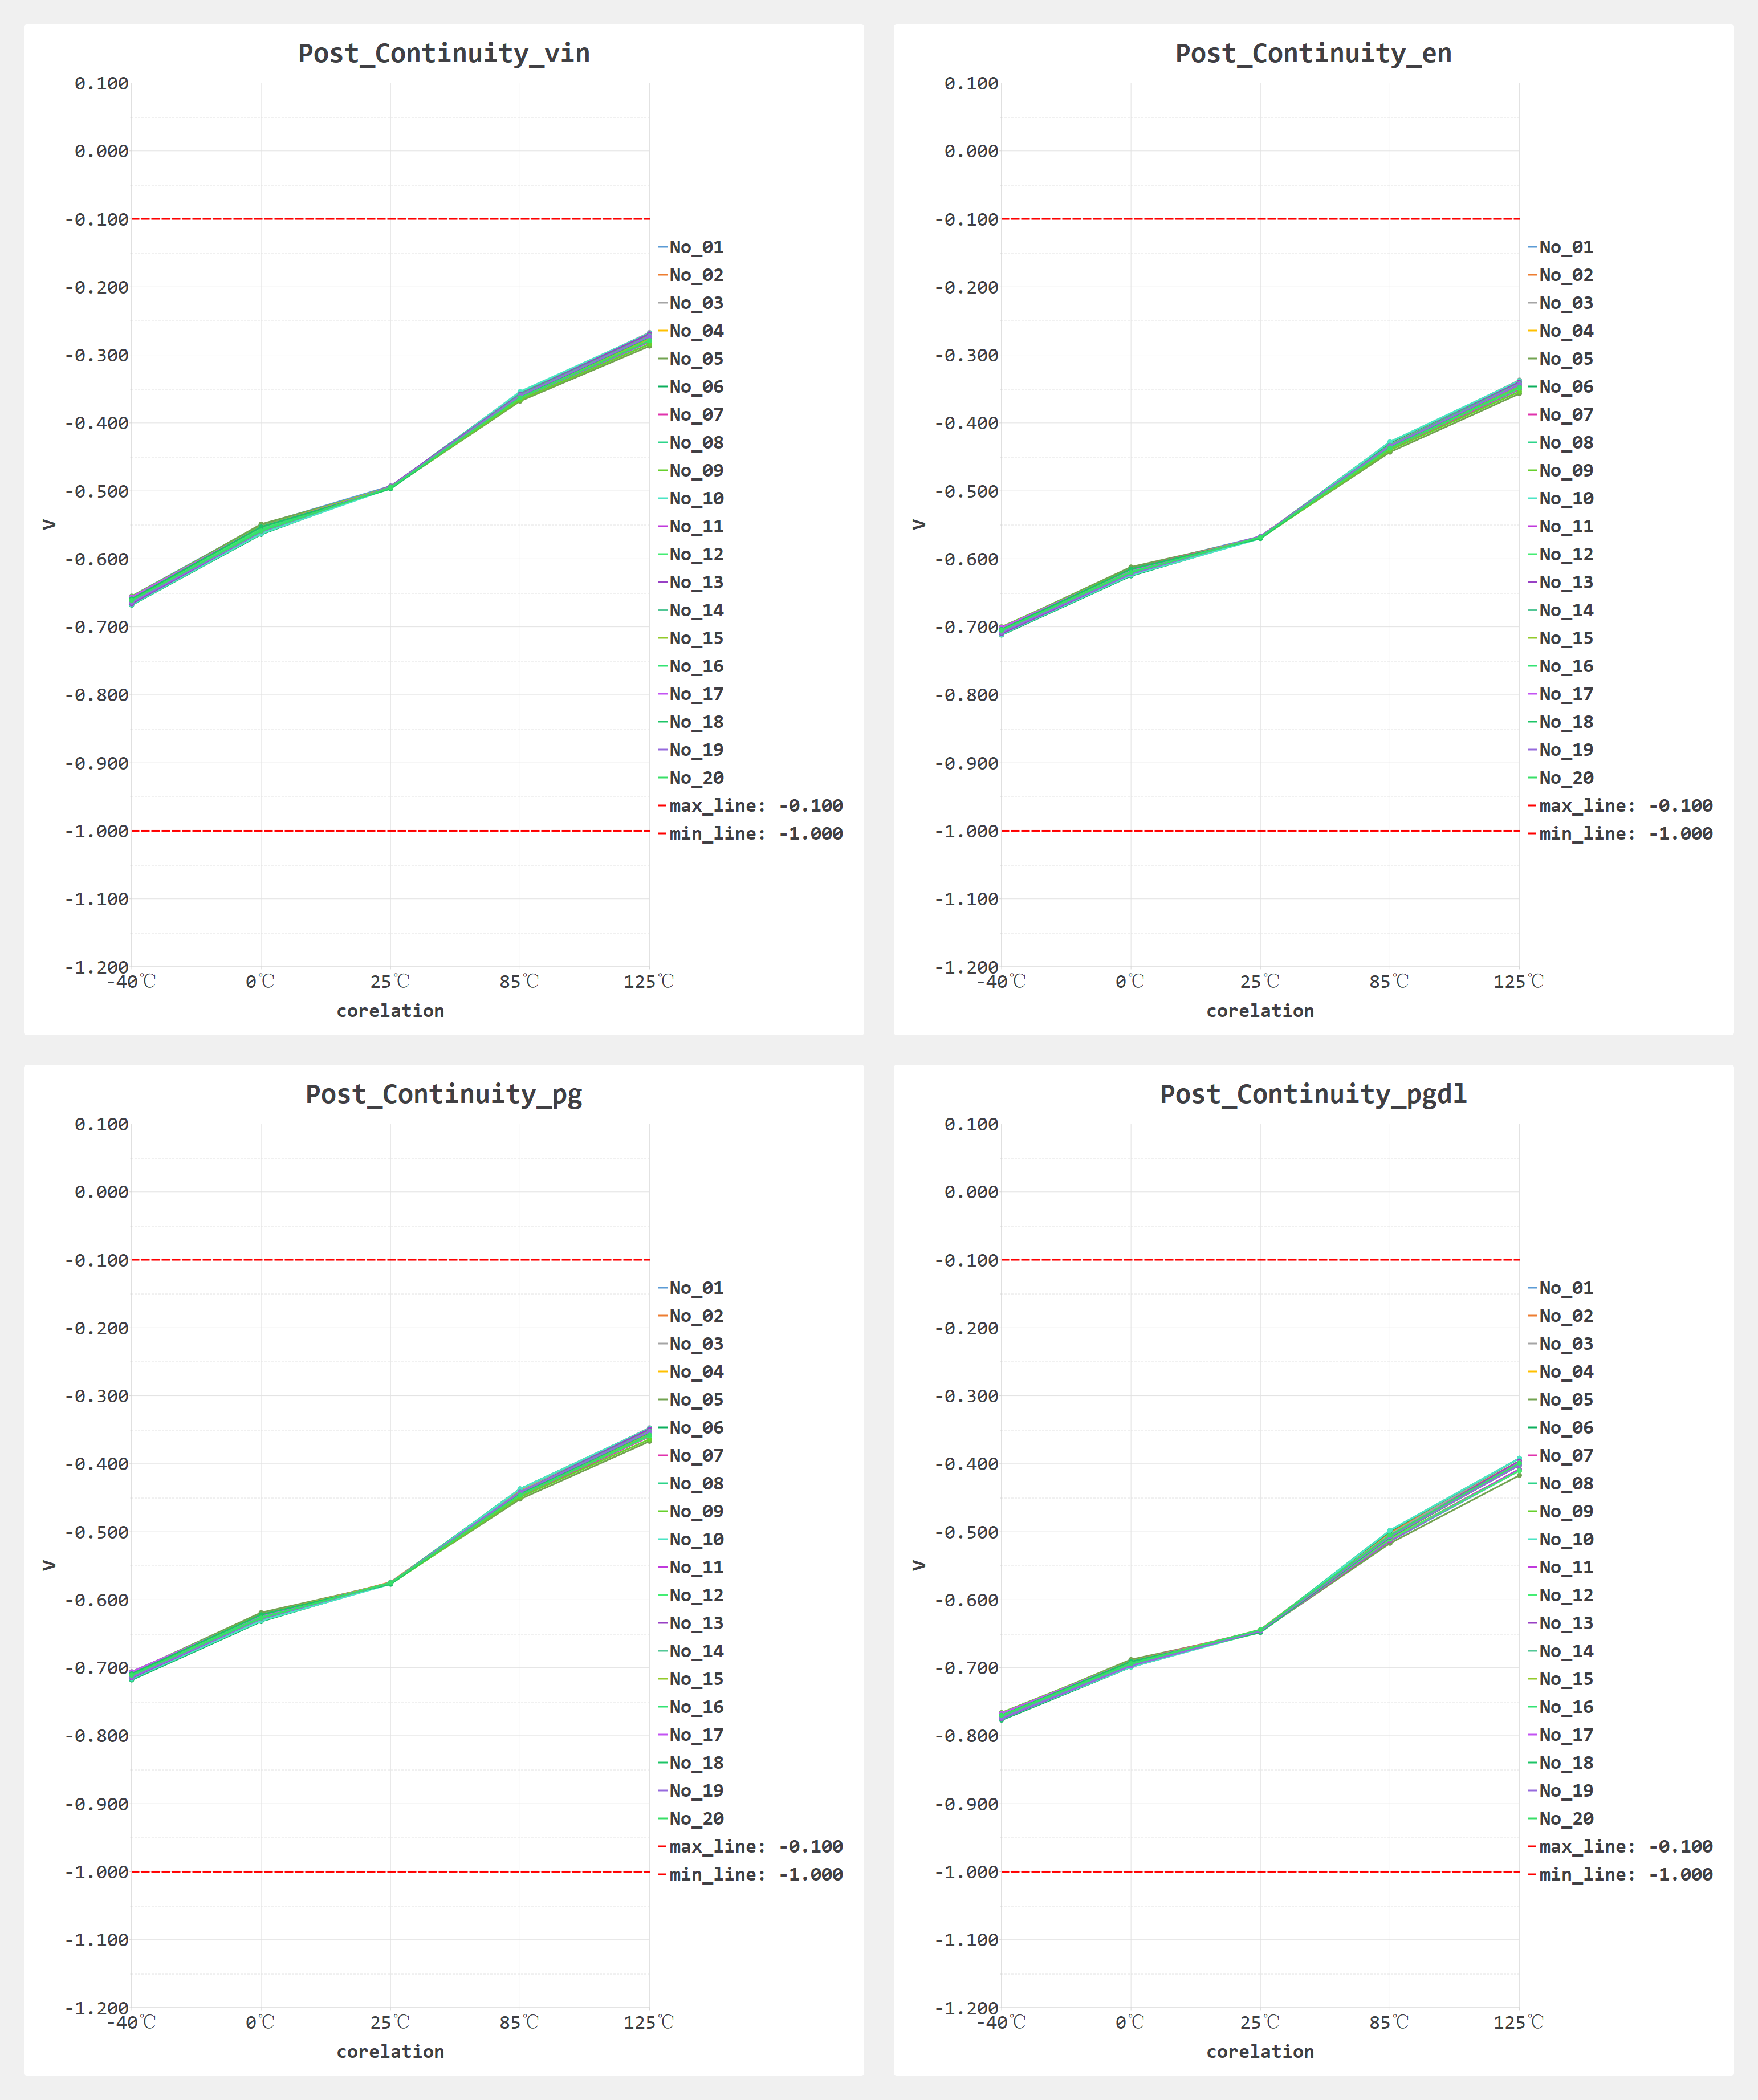 Post_Continuity_vin
0.100
0.000
-0.100
-0.200
-0.300
-0.400
-0.500
-0.600
-0.700
-0.800
-0.900
-1.000
-1.100
-1.200
V
-40℃ 0℃ 25℃ 85℃ 125℃
corelation
No_01
No_02
No_03
No_04
No_05
No_06
No_07
No_08
No_09
No_10
No_11
No_12
No_13
No_14
No_15
No_16
No_17
No_18
No_19
No_20
max_line: -0.100
min_line: -1.000
Post_Continuity_en
0.100
0.000
-0.100
-0.200
-0.300
-0.400
-0.500
-0.600
-0.700
-0.800
-0.900
-1.000
-1.100
-1.200
V
-40℃ 0℃ 25℃ 85℃ 125℃
corelation
No_01
No_02
No_03
No_04
No_05
No_06
No_07
No_08
No_09
No_10
No_11
No_12
No_13
No_14
No_15
No_16
No_17
No_18
No_19
No_20
max_line: -0.100
min_line: -1.000
Post_Continuity_pg
0.100
0.000
-0.100
-0.200
-0.300
-0.400
-0.500
-0.600
-0.700
-0.800
-0.900
-1.000
-1.100
-1.200
V
-40℃ 0℃ 25℃ 85℃ 125℃
corelation
No_01
No_02
No_03
No_04
No_05
No_06
No_07
No_08
No_09
No_10
No_11
No_12
No_13
No_14
No_15
No_16
No_17
No_18
No_19
No_20
max_line: -0.100
min_line: -1.000
Post_Continuity_pgdl
0.100
0.000
-0.100
-0.200
-0.300
-0.400
-0.500
-0.600
-0.700
-0.800
-0.900
-1.000
-1.100
-1.200
V
-40℃ 0℃ 25℃ 85℃ 125℃
corelation
No_01
No_02
No_03
No_04
No_05
No_06
No_07
No_08
No_09
No_10
No_11
No_12
No_13
No_14
No_15
No_16
No_17
No_18
No_19
No_20
max_line: -0.100
min_line: -1.000